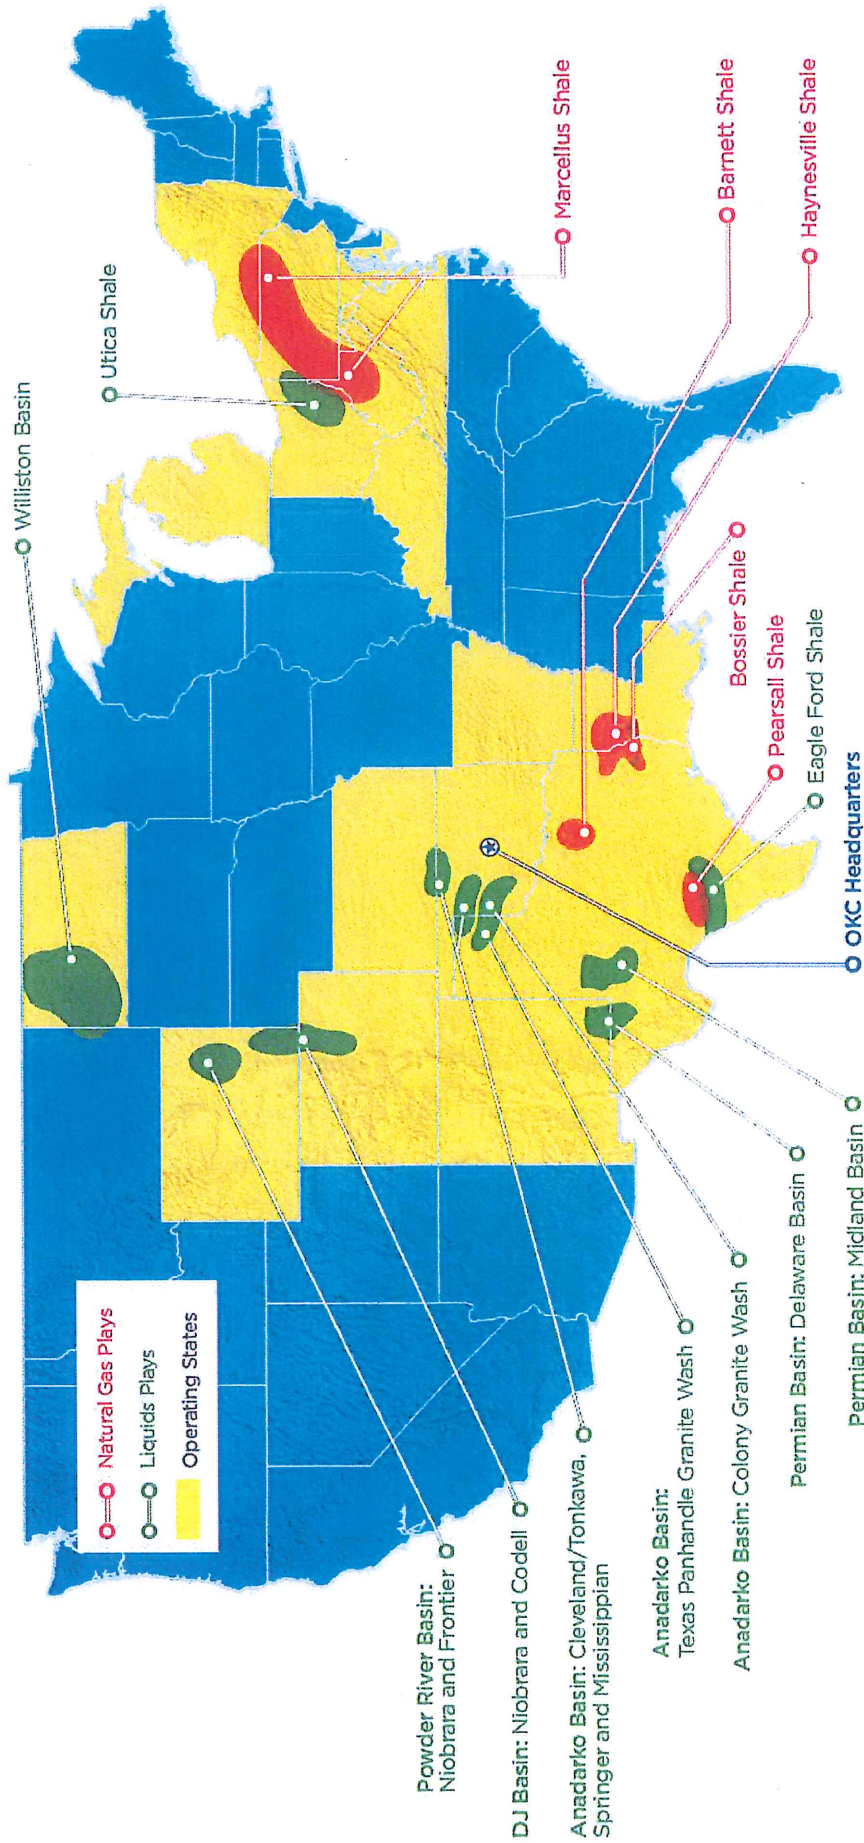 Natural Gas Plays
Liquids Plays
Operating States
Williston Basin
Utica Shale
Marcellus Shale
Barnett Shale
Haynesville Shale
Bossier Shale
Pearsall Shale
Eagle Ford Shale
OKC Headquarters
Powder River Basin:
Niobrara and Frontier
DJ Basin: Niobrara and Codell
Anadarko Basin: Cleveland/Tonkawa,
Springer and Mississippian
Anadarko Basin:
Texas Panhandle Granite Wash
Anadarko Basin: Colony Granite Wash
Permian Basin: Delaware Basin
Permian Basin: Midland Basin